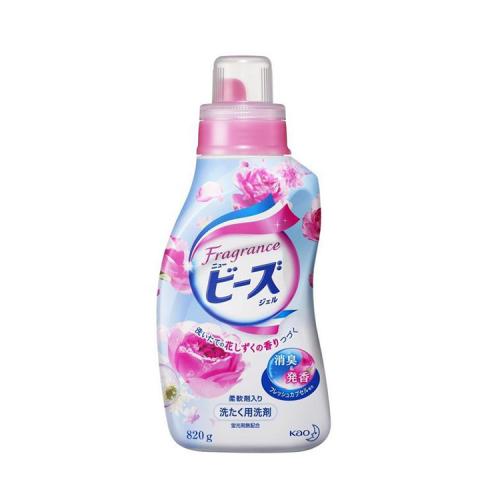 Fragrance
ニュー
ビーズ
ジェル
洗いたての花しずくの香りつづく
消臭
&
発香
フレッシュカプセル
柔軟剤入り
洗たく用洗剤
蛍光剤無配合
820g
Kao